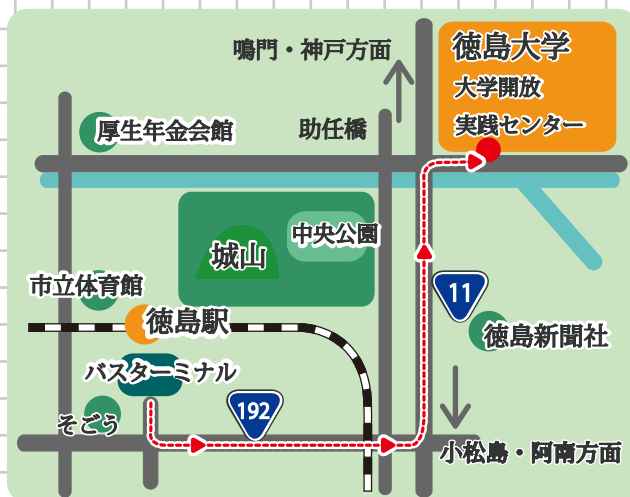 徳島大学
大学開放
実践センター
鳴門・神戸方面
厚生年金会館
助任橋
中央公園
城山
市立体育館
11
徳島駅
徳島新聞社
バスターミナル
192
そごう
小松島・阿南方面